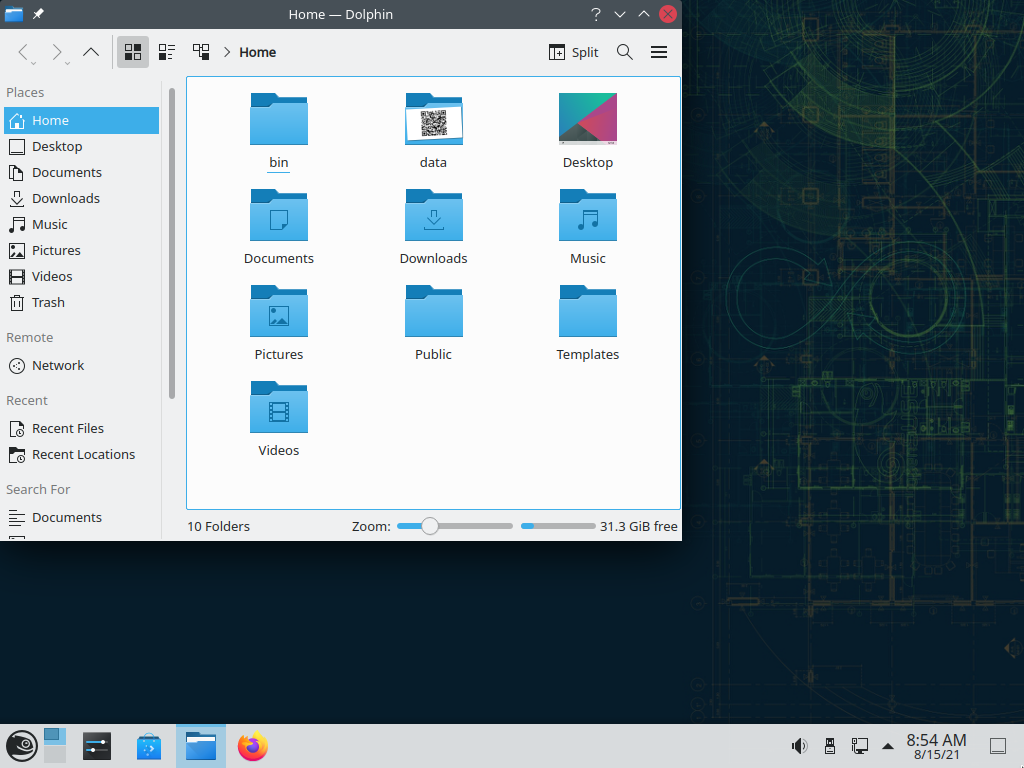 Home — Dolphin
Home
Split
Places
Home
Desktop
Documents
Downloads
Music
Pictures
Videos
Trash
Remote
Network
Recent
Recent Files
Recent Locations
Search For
Documents
bin
data
Desktop
Documents
Downloads
Music
Pictures
Public
Templates
Videos
10 Folders
Zoom:
31.3 GiB free
8:54 AM
8/15/21